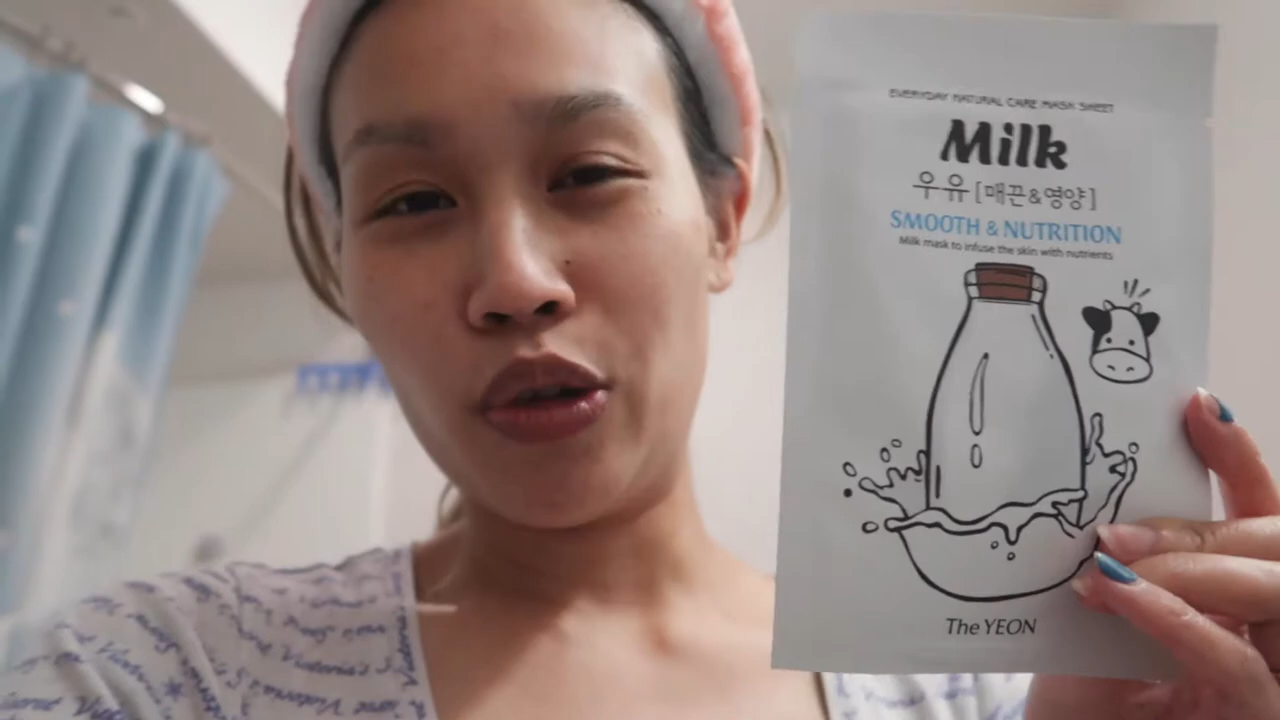 EVERYDAY NATURAL CARE MASK SHEET
Milk
우유[매끈&영양]
SMOOTH & NUTRITION
Milk mask to infuse the skin with nutrients
The YEON
Victoria's